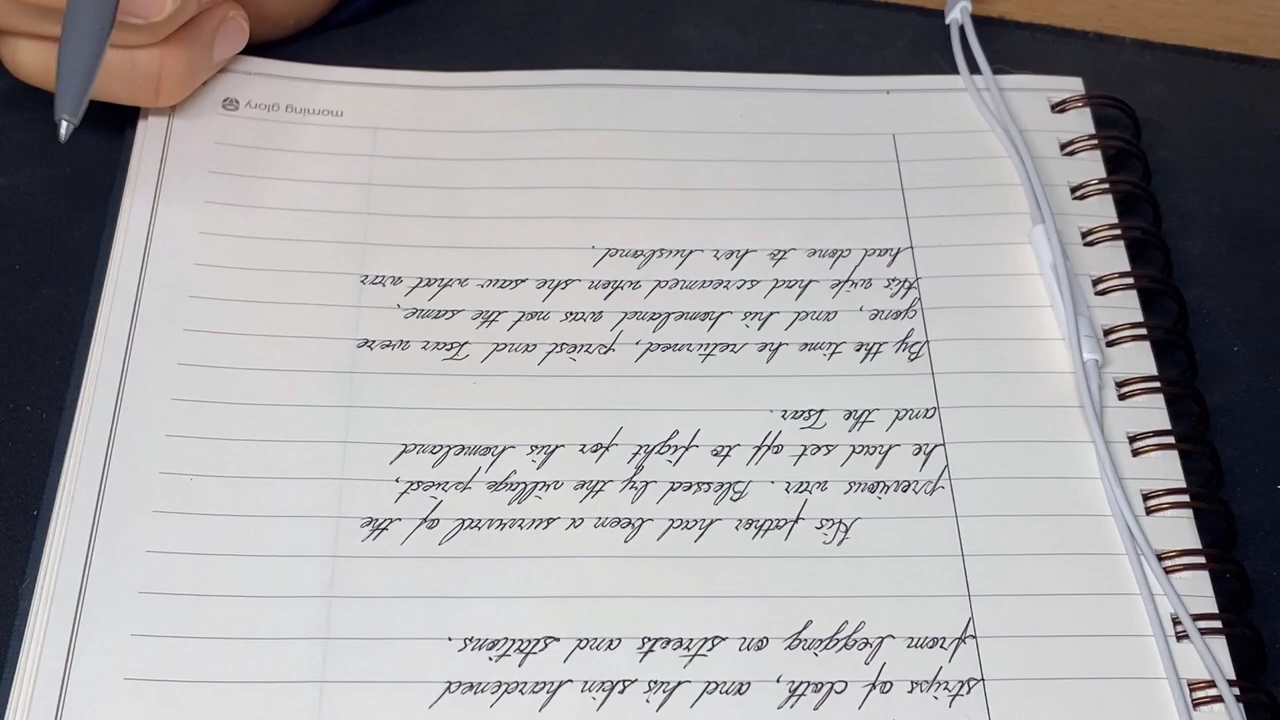 strips of cloth, and his skin hardened
from begging on streets and stations.
His father had been a survivral of the
previous war. Blessed by the village priest,
he had set off to fight for his homeland
and the Tsar.
By the time he returned, priest and Tsar were
gone, and his homeland was not the same.
His wife had screamed when she saw what war
had done to her husband.
morning glory